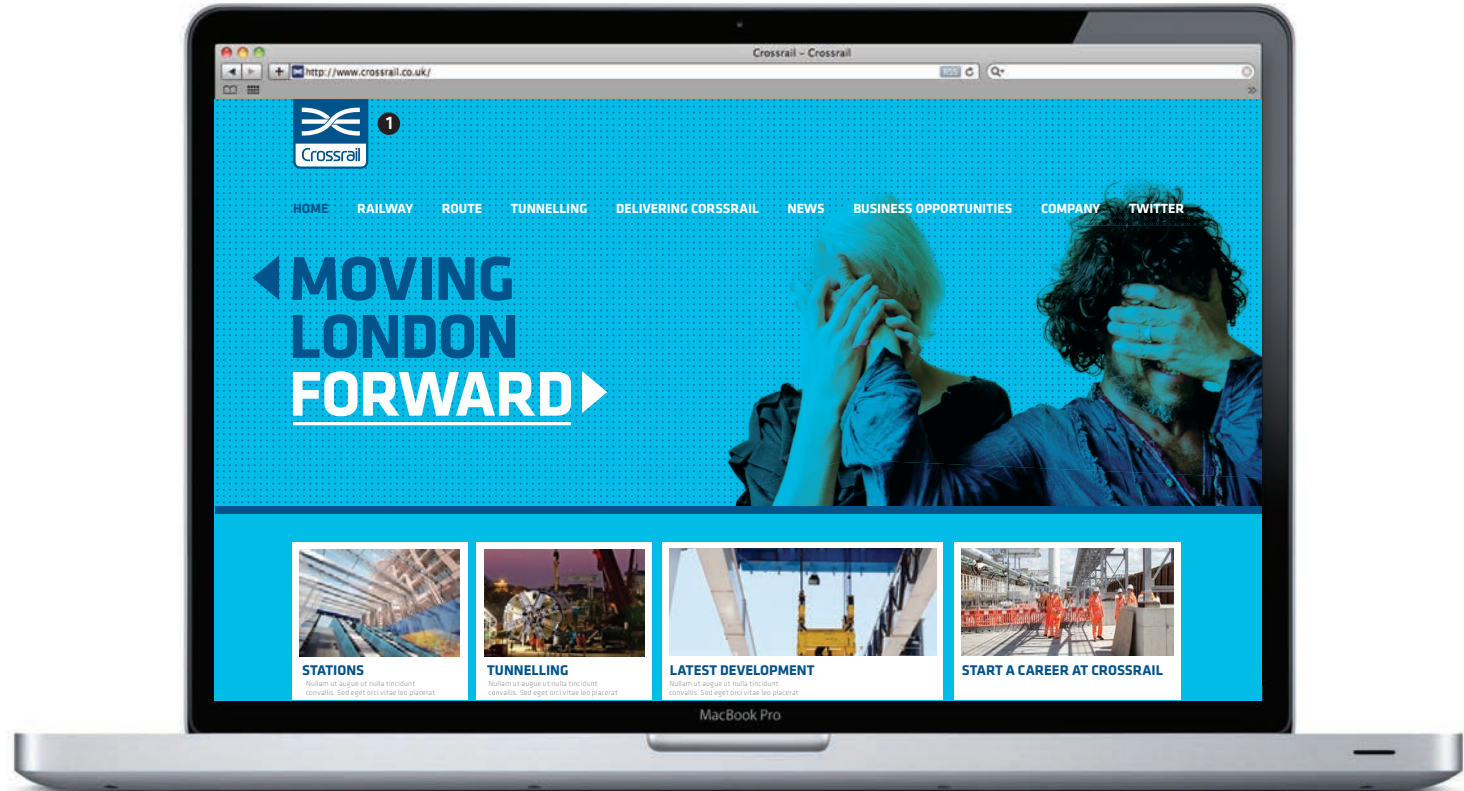 Crossrail – Crossrail
http://www.crossrail.co.uk/
RSS
Crossrail
1
HOME RAILWAY ROUTE TUNNELLING DELIVERING CORSSRAIL NEWS BUSINESS OPPORTUNITIES COMPANY TWITTER
MOVING
LONDON
FORWARD
STATIONS
Nullam ut augue ut nulla tincidunt
convallis. Sed eget orci vitae leo placerat
TUNNELLING
Nullam ut augue ut nulla tincidunt
convallis. Sed eget orci vitae leo placerat
LATEST DEVELOPMENT
Nullam ut augue ut nulla tincidunt
convallis. Sed eget orci vitae leo placerat
START A CAREER AT CROSSRAIL
MacBook Pro